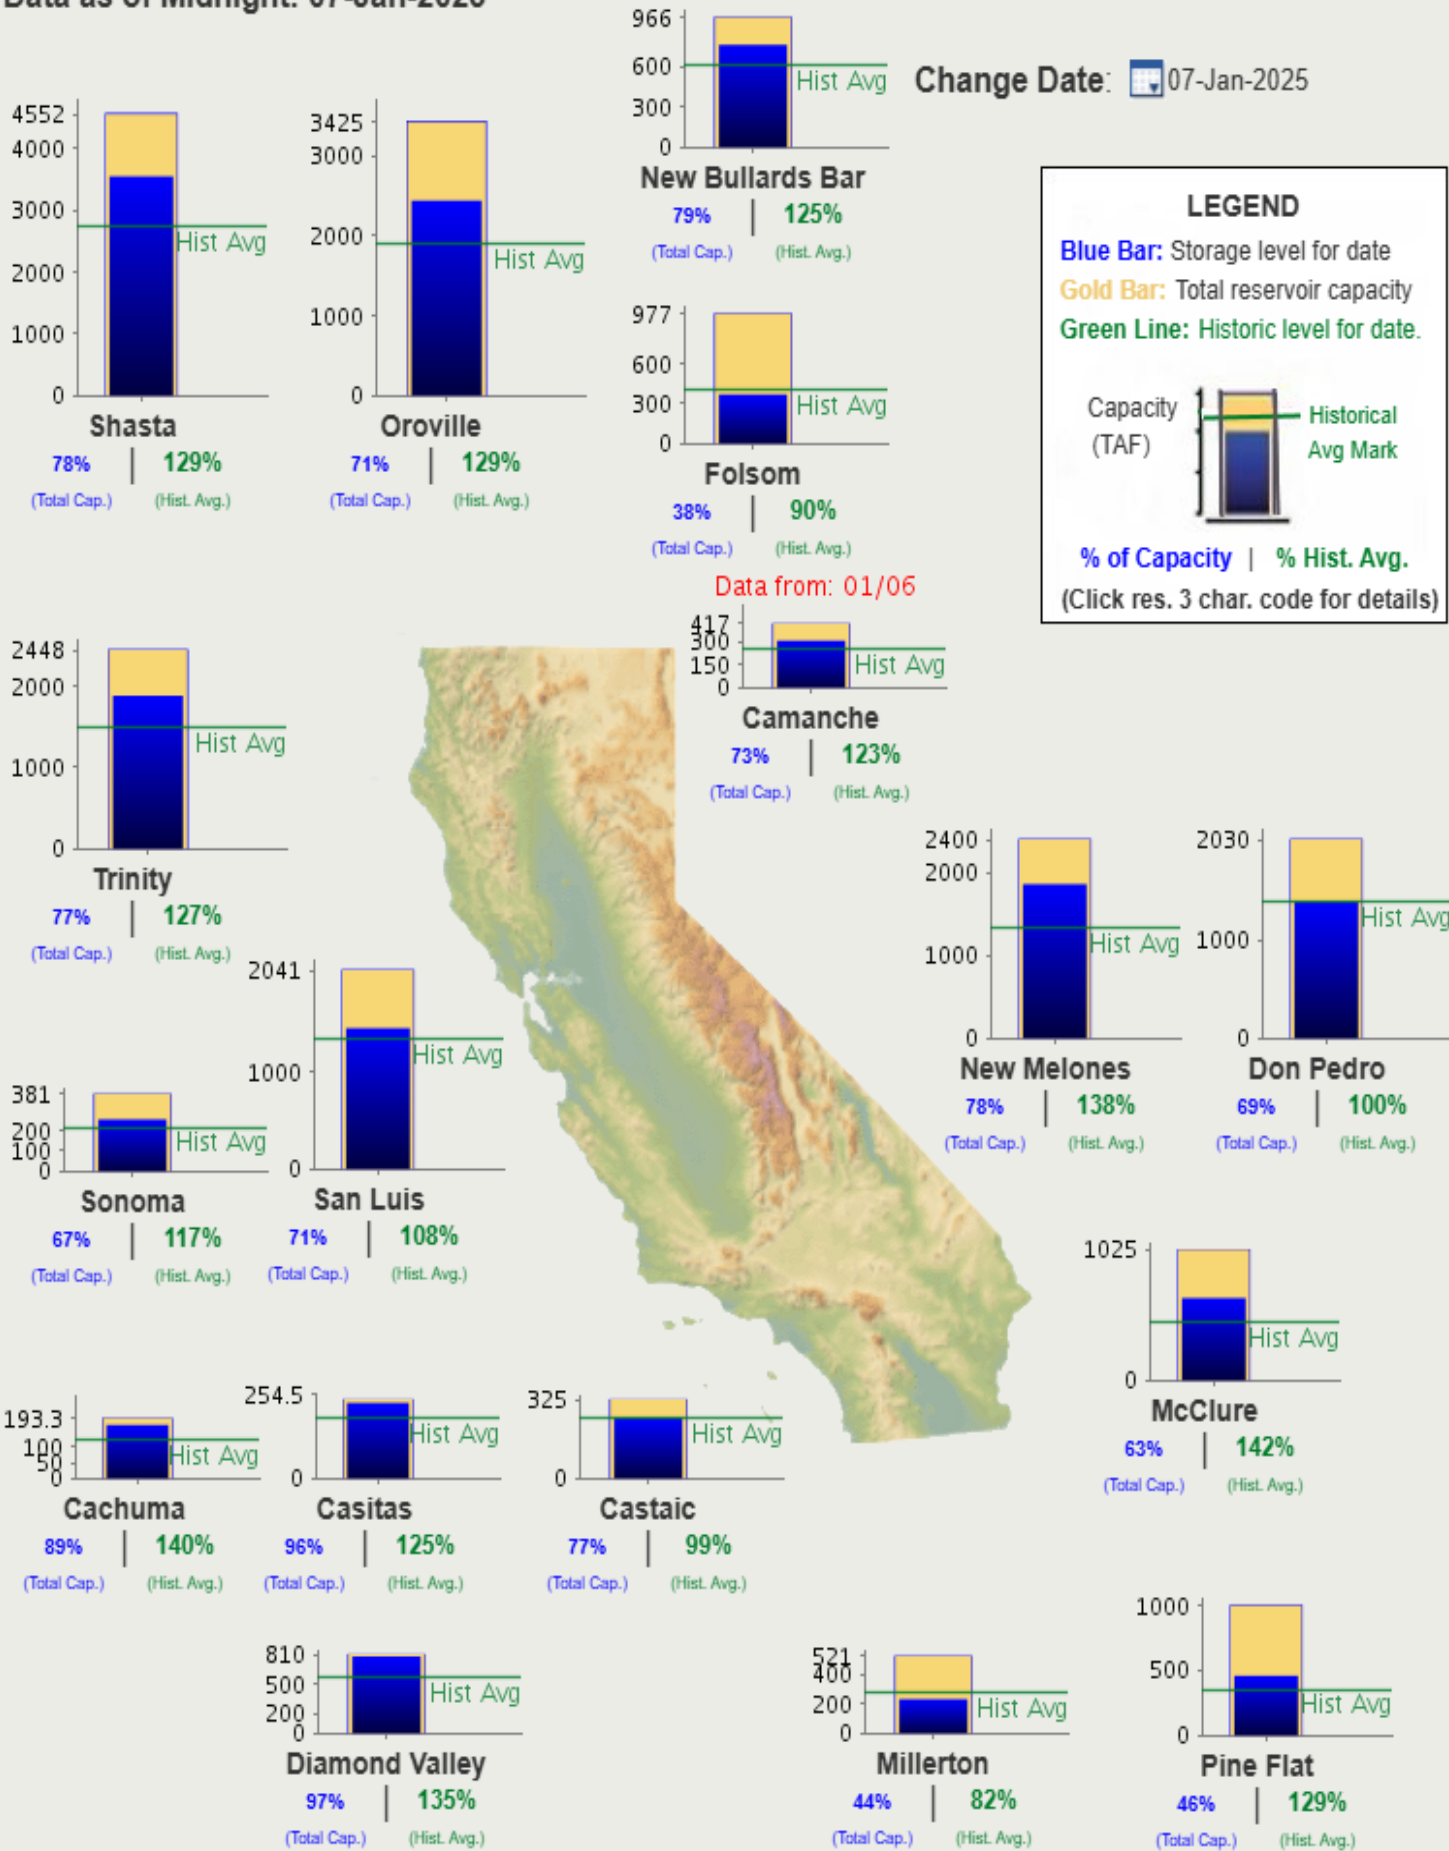 Data as of Midnight: 07-Jan-2025
966
600
300
0
Hist Avg
New Bullards Bar
79% | 125%
(Total Cap.) (Hist. Avg.)
Change Date: 07-Jan-2025
4552
4000
3000
2000
1000
0
Hist Avg
Shasta
78% | 129%
(Total Cap.) (Hist. Avg.)
3425
3000
2000
1000
0
Hist Avg
Oroville
71% | 129%
(Total Cap.) (Hist. Avg.)
977
600
300
0
Hist Avg
Folsom
38% | 90%
(Total Cap.) (Hist. Avg.)
LEGEND
Blue Bar: Storage level for date
Gold Bar: Total reservoir capacity
Green Line: Historic level for date.
Capacity
(TAF)
Historical
Avg Mark
% of Capacity | % Hist. Avg.
(Click res. 3 char. code for details)
Data from: 01/06
417
300
150
0
Hist Avg
Camanche
73% | 123%
(Total Cap.) (Hist. Avg.)
2448
2000
1000
0
Hist Avg
Trinity
77% | 127%
(Total Cap.) (Hist. Avg.)
2400
2000
1000
0
Hist Avg
New Melones
78% | 138%
(Total Cap.) (Hist. Avg.)
2030
1000
0
Hist Avg
Don Pedro
69% | 100%
(Total Cap.) (Hist. Avg.)
381
200
100
0
Hist Avg
Sonoma
67% | 117%
(Total Cap.) (Hist. Avg.)
2041
1000
0
Hist Avg
San Luis
71% | 108%
(Total Cap.) (Hist. Avg.)
1025
0
Hist Avg
McClure
63% | 142%
(Total Cap.) (Hist. Avg.)
193.3
100
50
0
Hist Avg
Cachuma
89% | 140%
(Total Cap.) (Hist. Avg.)
254.5
0
Hist Avg
Casitas
96% | 125%
(Total Cap.) (Hist. Avg.)
325
0
Hist Avg
Castaic
77% | 99%
(Total Cap.) (Hist. Avg.)
810
500
200
0
Hist Avg
Diamond Valley
97% | 135%
(Total Cap.) (Hist. Avg.)
521
400
200
0
Hist Avg
Millerton
44% | 82%
(Total Cap.) (Hist. Avg.)
1000
500
0
Hist Avg
Pine Flat
46% | 129%
(Total Cap.) (Hist. Avg.)